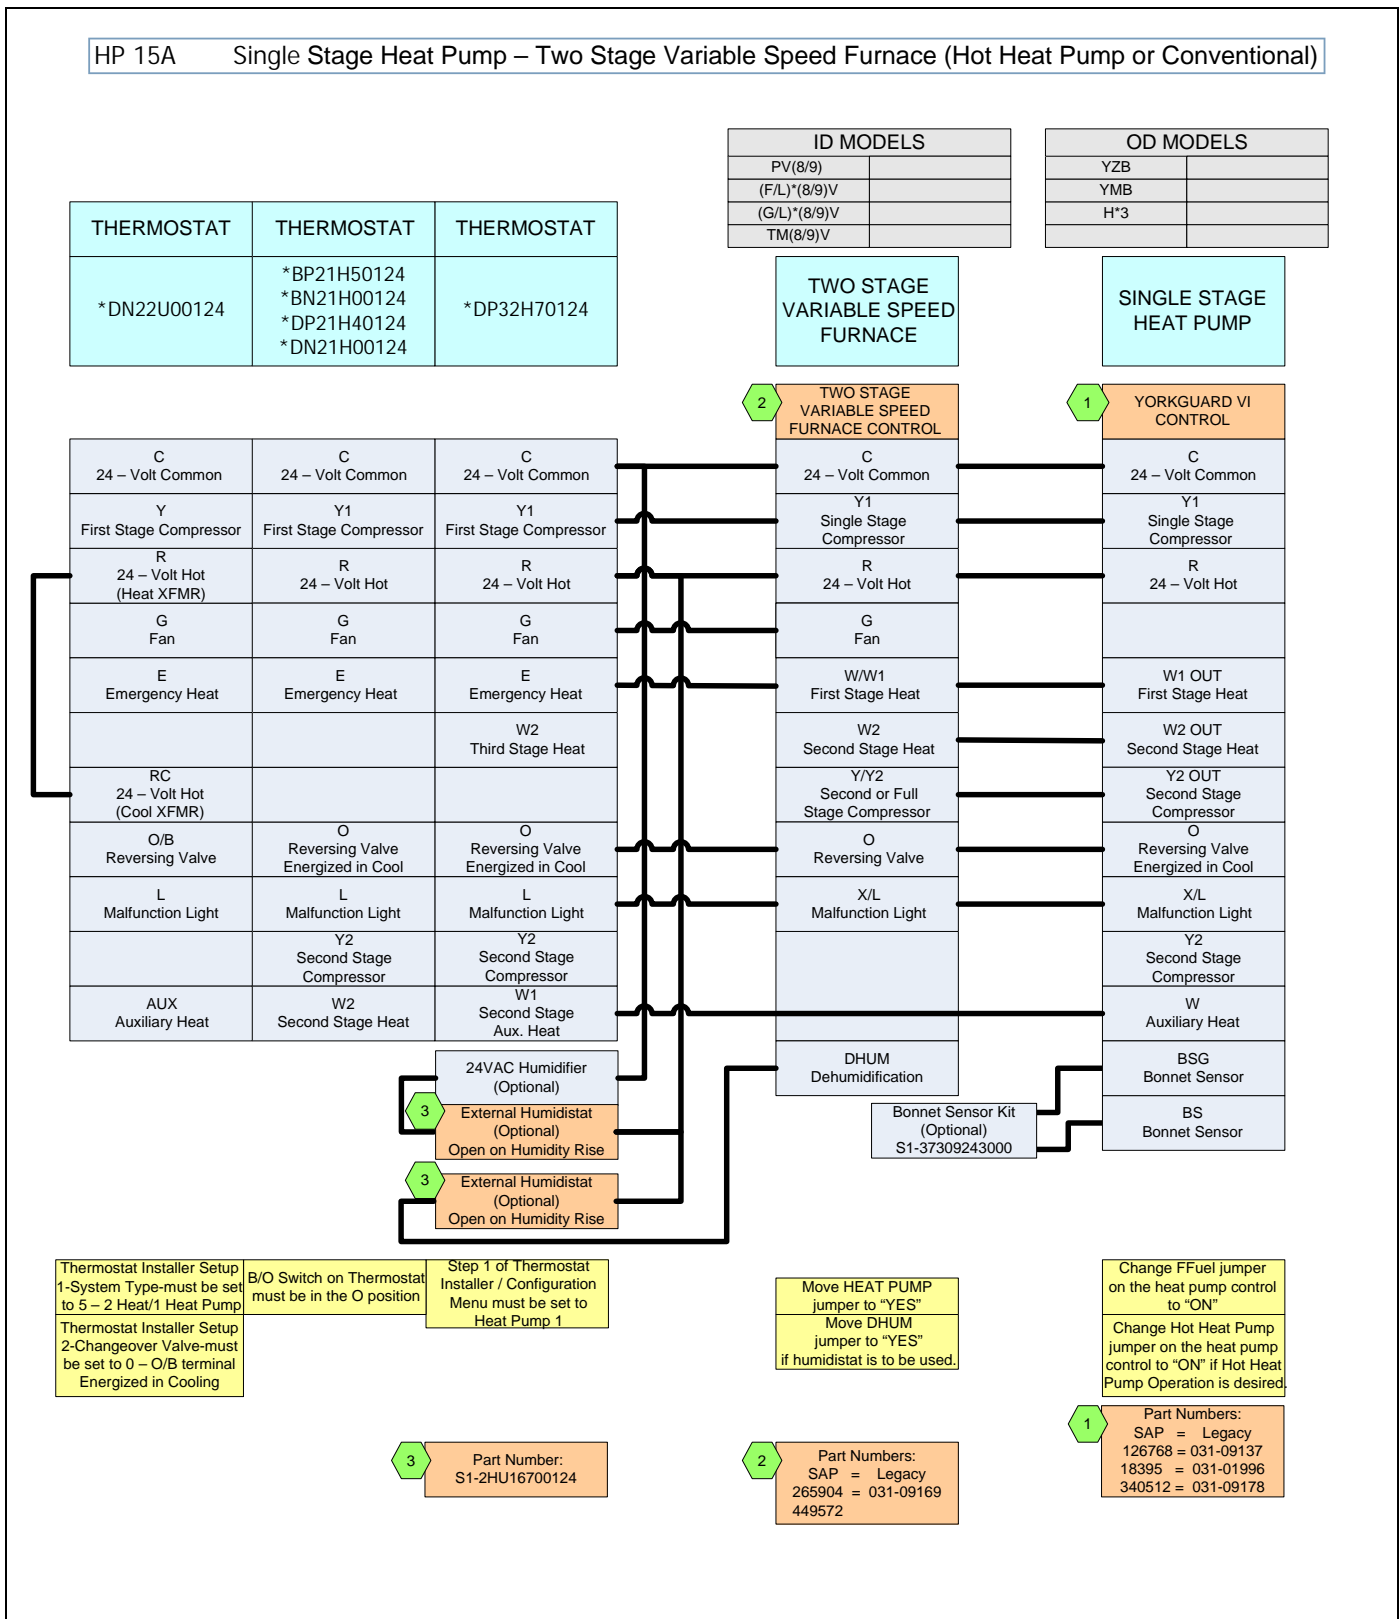 HP 15A Single Stage Heat Pump – Two Stage Variable Speed Furnace (Hot Heat Pump or Conventional)
ID MODELS
PV(8/9)
(F/L)*(8/9)V
(G/L)*(8/9)V
TM(8/9)V
OD MODELS
YZB
YMB
H*3
THERMOSTAT
THERMOSTAT
THERMOSTAT
*DN22U00124
*BP21H50124
*BN21H00124
*DP21H40124
*DN21H00124
*DP32H70124
TWO STAGE
VARIABLE SPEED
FURNACE
SINGLE STAGE
HEAT PUMP
2
TWO STAGE
VARIABLE SPEED
FURNACE CONTROL
1
YORKGUARD VI
CONTROL
C
24 – Volt Common
C
24 – Volt Common
C
24 – Volt Common
C
24 – Volt Common
C
24 – Volt Common
Y
First Stage Compressor
Y1
First Stage Compressor
Y1
First Stage Compressor
Y1
Single Stage
Compressor
Y1
Single Stage
Compressor
R
24 – Volt Hot
(Heat XFMR)
R
24 – Volt Hot
R
24 – Volt Hot
R
24 – Volt Hot
R
24 – Volt Hot
G
Fan
G
Fan
G
Fan
G
Fan
E
Emergency Heat
E
Emergency Heat
E
Emergency Heat
W/W1
First Stage Heat
W1 OUT
First Stage Heat
W2
Third Stage Heat
W2
Second Stage Heat
W2 OUT
Second Stage Heat
RC
24 – Volt Hot
(Cool XFMR)
Y/Y2
Second or Full
Stage Compressor
Y2 OUT
Second Stage
Compressor
O/B
Reversing Valve
O
Reversing Valve
Energized in Cool
O
Reversing Valve
Energized in Cool
O
Reversing Valve
O
Reversing Valve
Energized in Cool
L
Malfunction Light
L
Malfunction Light
L
Malfunction Light
X/L
Malfunction Light
X/L
Malfunction Light
Y2
Second Stage
Compressor
Y2
Second Stage
Compressor
Y2
Second Stage
Compressor
AUX
Auxiliary Heat
W2
Second Stage Heat
W1
Second Stage
Aux. Heat
W
Auxiliary Heat
24VAC Humidifier
(Optional)
DHUM
Dehumidification
BSG
Bonnet Sensor
3
External Humidistat
(Optional)
Open on Humidity Rise
Bonnet Sensor Kit
(Optional)
S1-37309243000
BS
Bonnet Sensor
3
External Humidistat
(Optional)
Open on Humidity Rise
Thermostat Installer Setup
1-System Type-must be set
to 5 – 2 Heat/1 Heat Pump
B/O Switch on Thermostat
must be in the O position
Step 1 of Thermostat
Installer / Configuration
Menu must be set to
Heat Pump 1
Thermostat Installer Setup
2-Changeover Valve-must
be set to 0 – O/B terminal
Energized in Cooling
Move HEAT PUMP
jumper to “YES”
Move DHUM
jumper to “YES”
if humidistat is to be used.
Change FFuel jumper
on the heat pump control
to “ON”
Change Hot Heat Pump
jumper on the heat pump
control to “ON” if Hot Heat
Pump Operation is desired.
3
Part Number:
S1-2HU16700124
2
Part Numbers:
SAP = Legacy
265904 = 031-09169
449572
1
Part Numbers:
SAP = Legacy
126768 = 031-09137
18395 = 031-01996
340512 = 031-09178